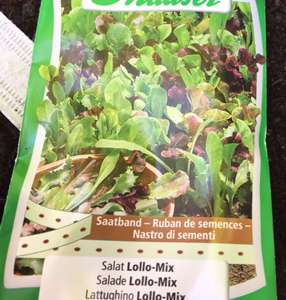 Saatband – Ruban de semences –
Nastro di sementi
Salat Lollo-Mix
Salade Lollo-Mix
Lattughino Lollo-Mix